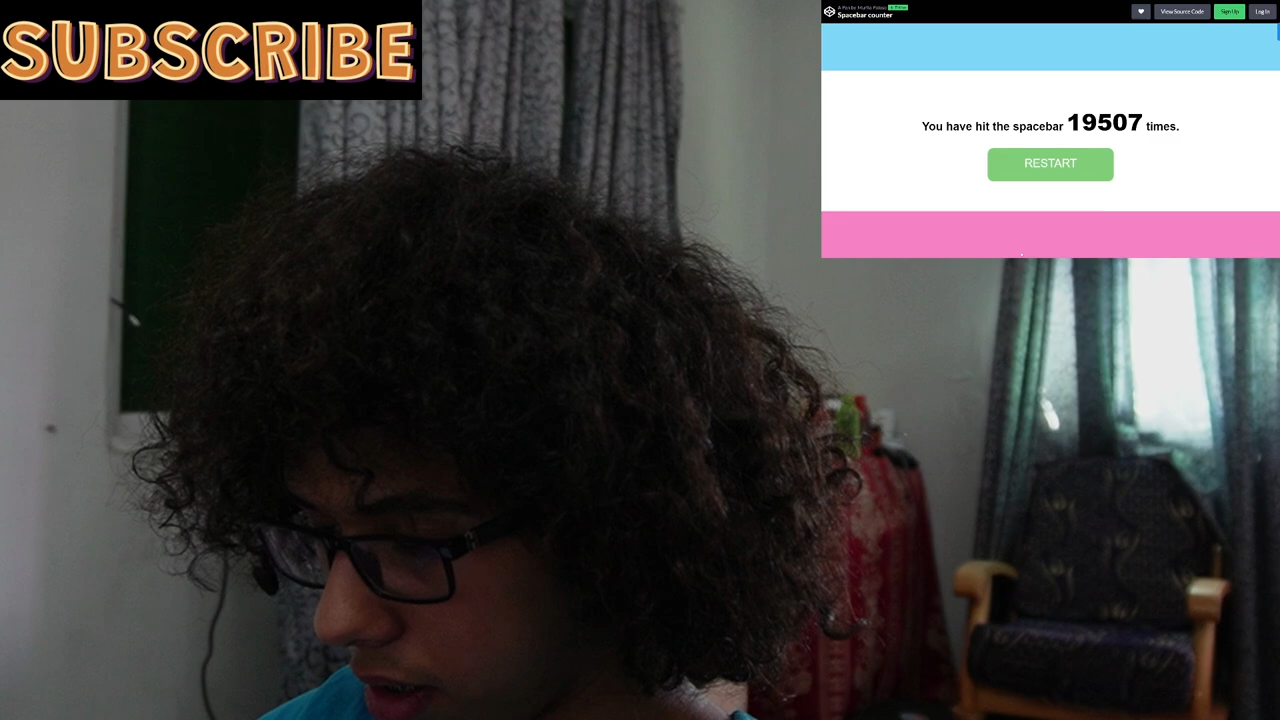 SUBSCRIBE
Spacebar counter
View Source Code
Sign Up
Log In
You have hit the spacebar 19507 times.
RESTART